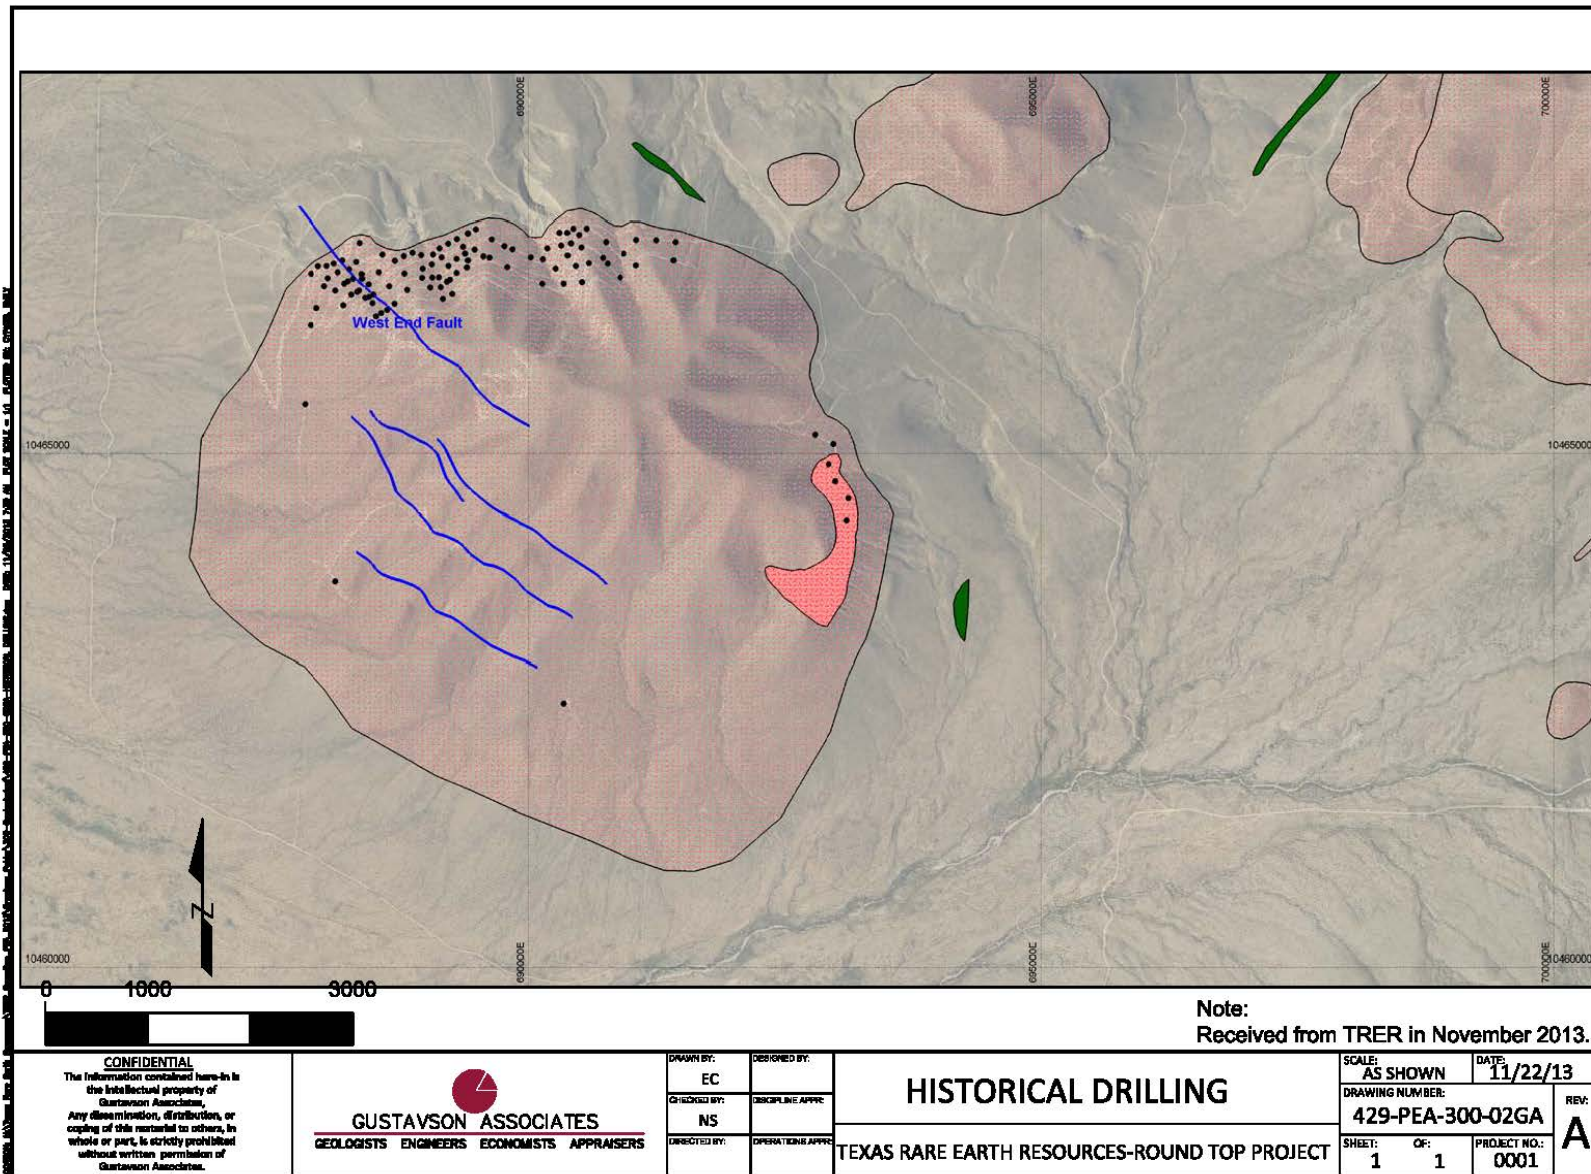 690000E
695000E
700000E
West End Fault
10465000
10465000
10460000
690000E
695000E
700000E
10460000
N
0 1000 3000
Note:
Received from TRER in November 2013.
CONFIDENTIAL
The information contained here-in is
the intellectual property of
Gustavson Associates,
Any dissemination, distribution, or
copying of this material to others, in
whole or part, is strictly prohibited
without written permission of
Gustavson Associates.
GUSTAVSON ASSOCIATES
GEOLOGISTS ENGINEERS ECONOMISTS APPRAISERS
DRAWN BY:
EC
DESIGNED BY:
CHECKED BY:
NS
DISCIPLINE APPR:
DIRECTED BY:
OPERATIONS APPR:
HISTORICAL DRILLING
TEXAS RARE EARTH RESOURCES-ROUND TOP PROJECT
SCALE:
AS SHOWN
DATE:
11/22/13
DRAWING NUMBER:
429-PEA-300-02GA
REV:
A
SHEET: OF:
1 1
PROJECT NO.:
0001